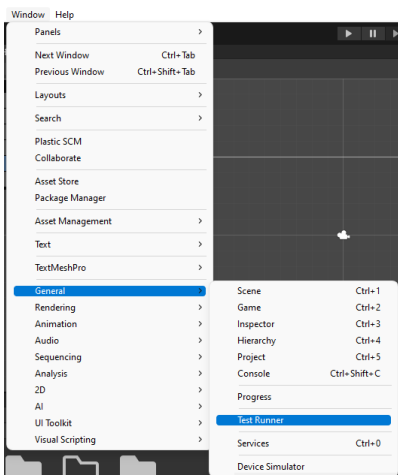 Window Help
Panels
Next Window Ctrl+Tab
Previous Window Ctrl+Shift+Tab
Layouts
Search
Plastic SCM
Collaborate
Asset Store
Package Manager
Asset Management
Text
TextMeshPro
General
Rendering
Animation
Audio
Sequencing
Analysis
2D
AI
UI Toolkit
Visual Scripting
Scene Ctrl+1
Game Ctrl+2
Inspector Ctrl+3
Hierarchy Ctrl+4
Project Ctrl+5
Console Ctrl+Shift+C
Progress
Test Runner
Services Ctrl+0
Device Simulator